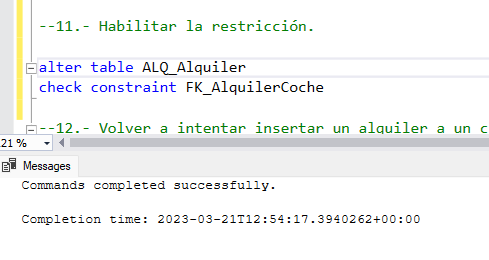 --11.- Habilitar la restricción.
alter table ALQ_Alquiler
check constraint FK_AlquilerCoche
--12.- Volver a intentar insertar un alquiler a un c
21 %
Messages
Commands completed successfully.
Completion time: 2023-03-21T12:54:17.3940262+00:00